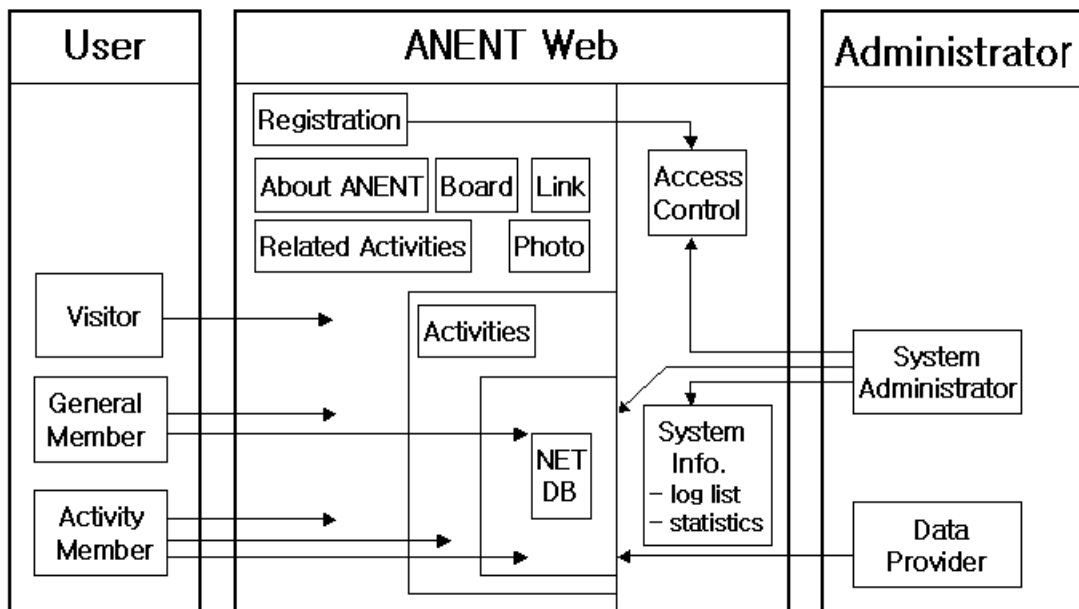 User
ANENT Web
Administrator
Registration
About ANENT
Board
Link
Related Activities
Photo
Access
Control
Visitor
Activities
General
Member
NET
DB
System
Info.
– log list
– statistics
System
Administrator
Activity
Member
Data
Provider